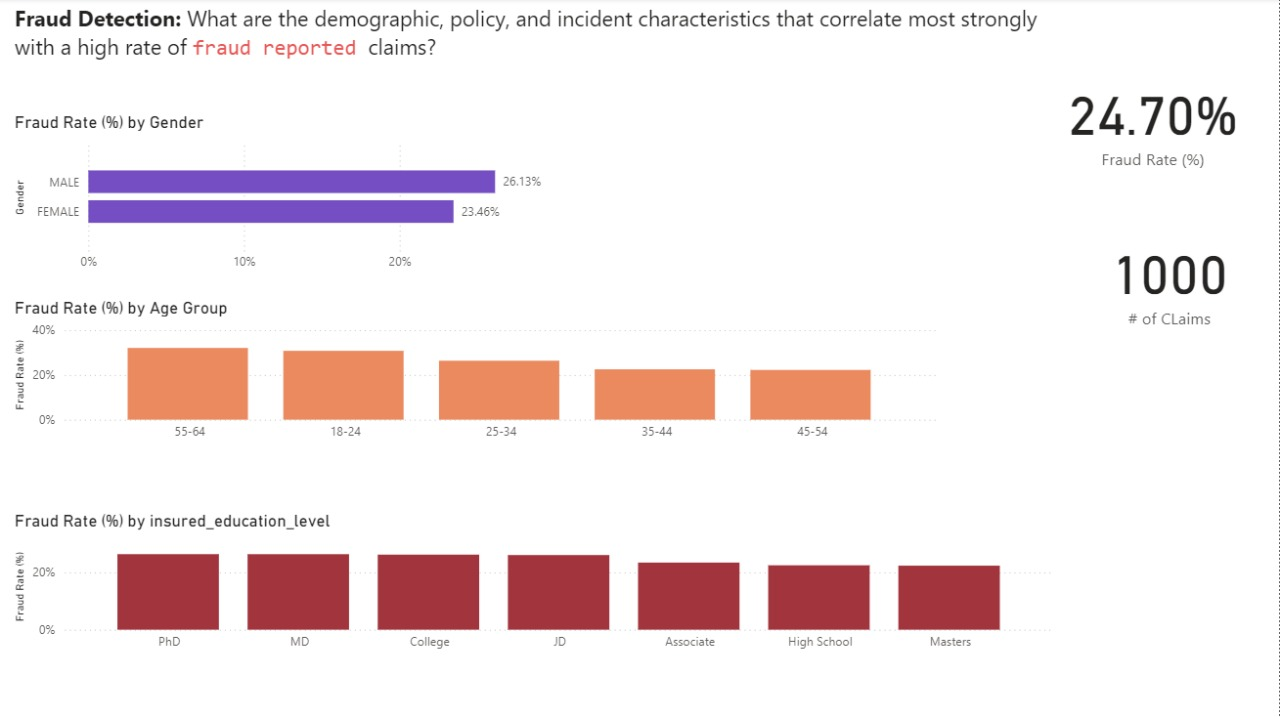 Fraud Detection: What are the demographic, policy, and incident characteristics that correlate most strongly
with a high rate of fraud reported claims?
24.70%
Fraud Rate (%)
Fraud Rate (%) by Gender
Gender
MALE
26.13%
FEMALE
23.46%
0%
10%
20%
1000
# of CLaims
Fraud Rate (%) by Age Group
Fraud Rate (%)
40%
20%
0%
55-64
18-24
25-34
35-44
45-54
Fraud Rate (%) by insured_education_level
Fraud Rate (%)
20%
0%
PhD
MD
College
JD
Associate
High School
Masters